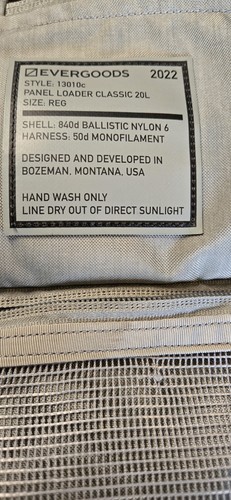 EVERGOODS 2022
STYLE: 13010c
PANEL LOADER CLASSIC 20L
SIZE: REG
SHELL: 840d BALLISTIC NYLON 6
HARNESS: 50d MONOFILAMENT
DESIGNED AND DEVELOPED IN
BOZEMAN, MONTANA, USA
HAND WASH ONLY
LINE DRY OUT OF DIRECT SUNLIGHT